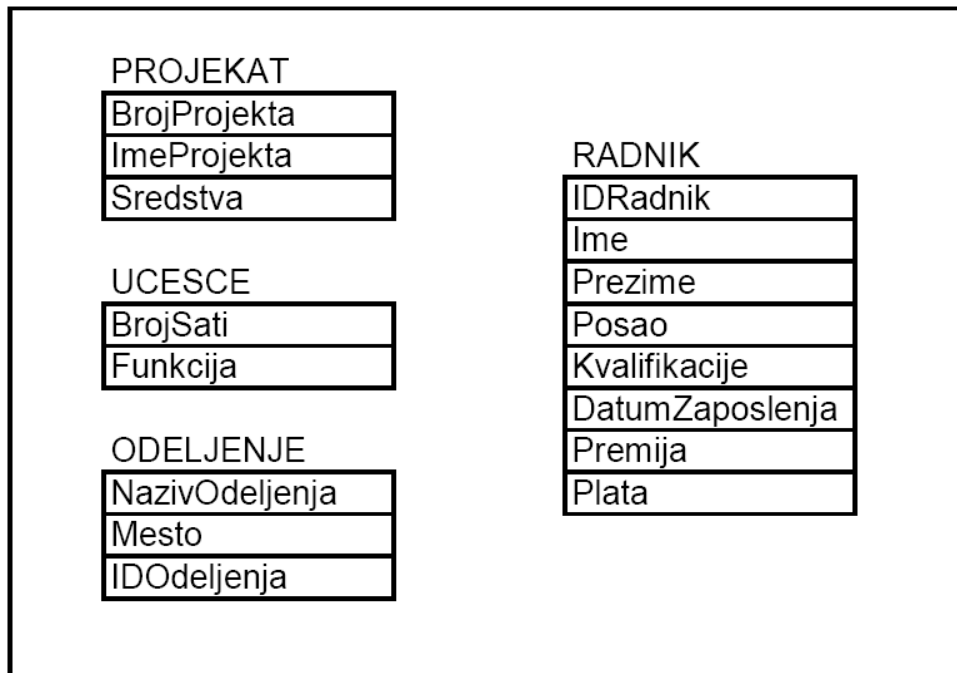 PROJEKAT
BrojProjekta
ImeProjekta
Sredstva
UCESCE
BrojSati
Funkcija
ODELJENJE
NazivOdeljenja
Mesto
IDOdeljenja
RADNIK
IDRadnik
Ime
Prezime
Posao
Kvalifikacije
DatumZaposlenja
Premija
Plata